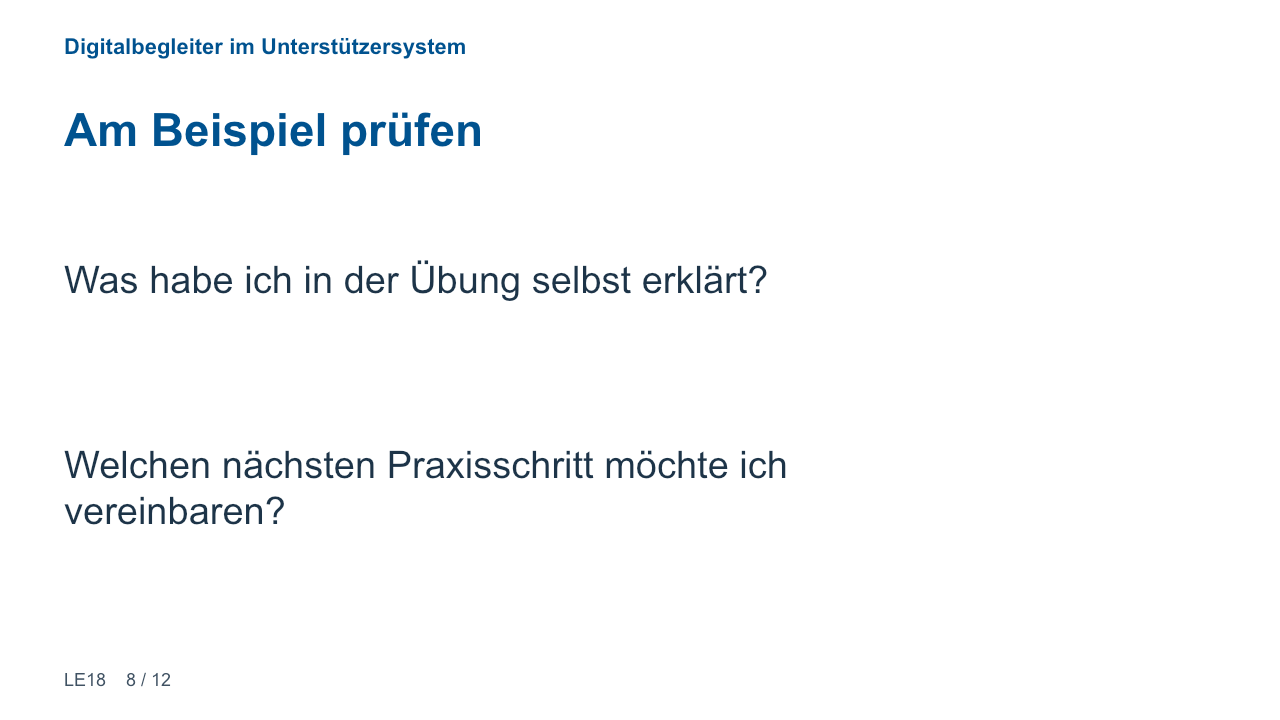 Digitalbegleiter im Unterstützersystem
Am Beispiel prüfen
Was habe ich in der Übung selbst erklärt?
Welchen nächsten Praxisschritt möchte ich
vereinbaren?
LE18 8 / 12